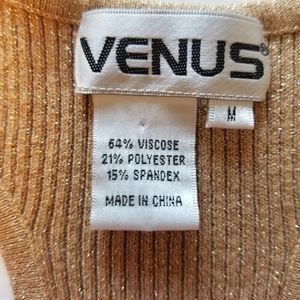 VENUS®
M
64% VISCOSE
21% POLYESTER
15% SPANDEX
MADE IN CHINA